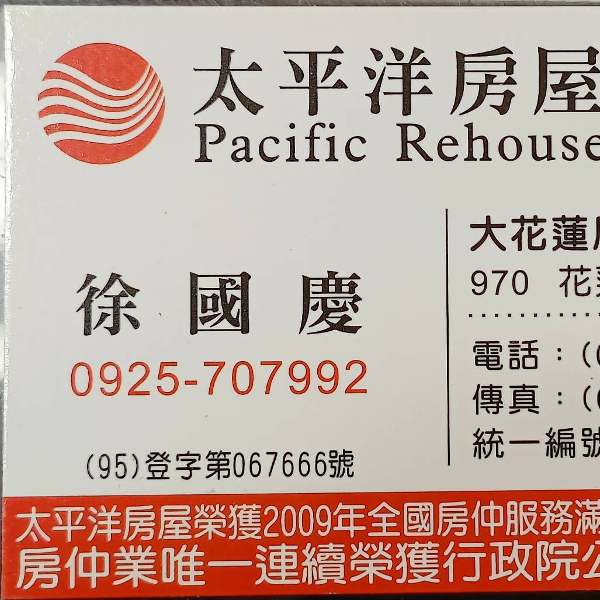 太平洋房屋
Pacific Rehouse
徐國慶
0925-707992
(95)登字第067666號
大花蓮
970 花
電話：(
傳真：(
統一編號
太平洋房屋榮獲2009年全國房仲服務滿
房仲業唯一連續榮獲行政院公